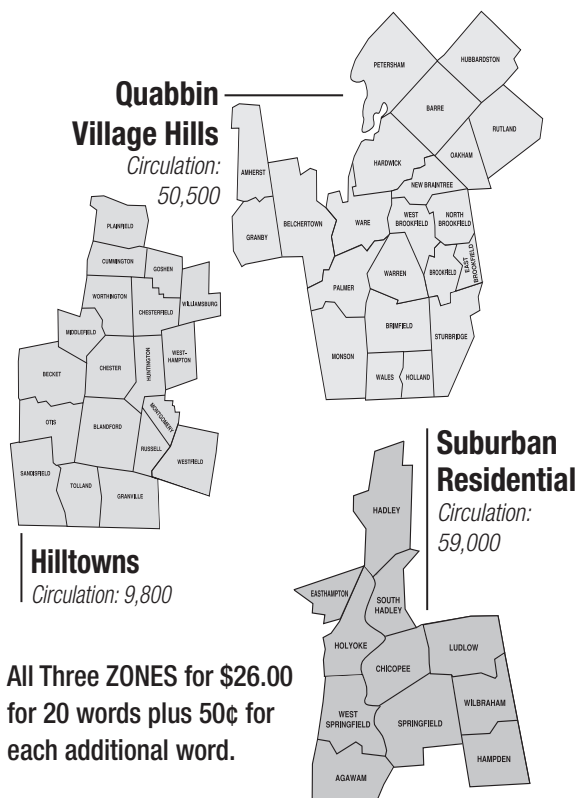 Quabbin
Village Hills
Circulation:
50,500
PETERSHAM
HUBBARDSTON
BARRE
RUTLAND
HARDWICK
OAKHAM
NEW BRAINTREE
AMHERST
GRANBY
BELCHERTOWN
WARE
WEST
BROOKFIELD
NORTH
BROOKFIELD
EAST
BROOKFIELD
BROOKFIELD
WARREN
PALMER
BRIMFIELD
STURBRIDGE
MONSON
WALES
HOLLAND
PLAINFIELD
CUMMINGTON
GOSHEN
WORTHINGTON
CHESTERFIELD
WILLIAMSBURG
MIDDLEFIELD
HUNTINGTON
WEST-
HAMPTON
BECKET
CHESTER
MONTGOMERY
OTIS
BLANDFORD
RUSSELL
WESTFIELD
SANDISFIELD
TOLLAND
GRANVILLE
Hilltowns
Circulation: 9,800
Suburban
Residential
Circulation:
59,000
HADLEY
EASTHAMPTON
SOUTH
HADLEY
HOLYOKE
CHICOPEE
LUDLOW
WEST
SPRINGFIELD
SPRINGFIELD
WILBRAHAM
HAMPDEN
AGAWAM
All Three ZONES for $26.00
for 20 words plus 50¢ for
each additional word.